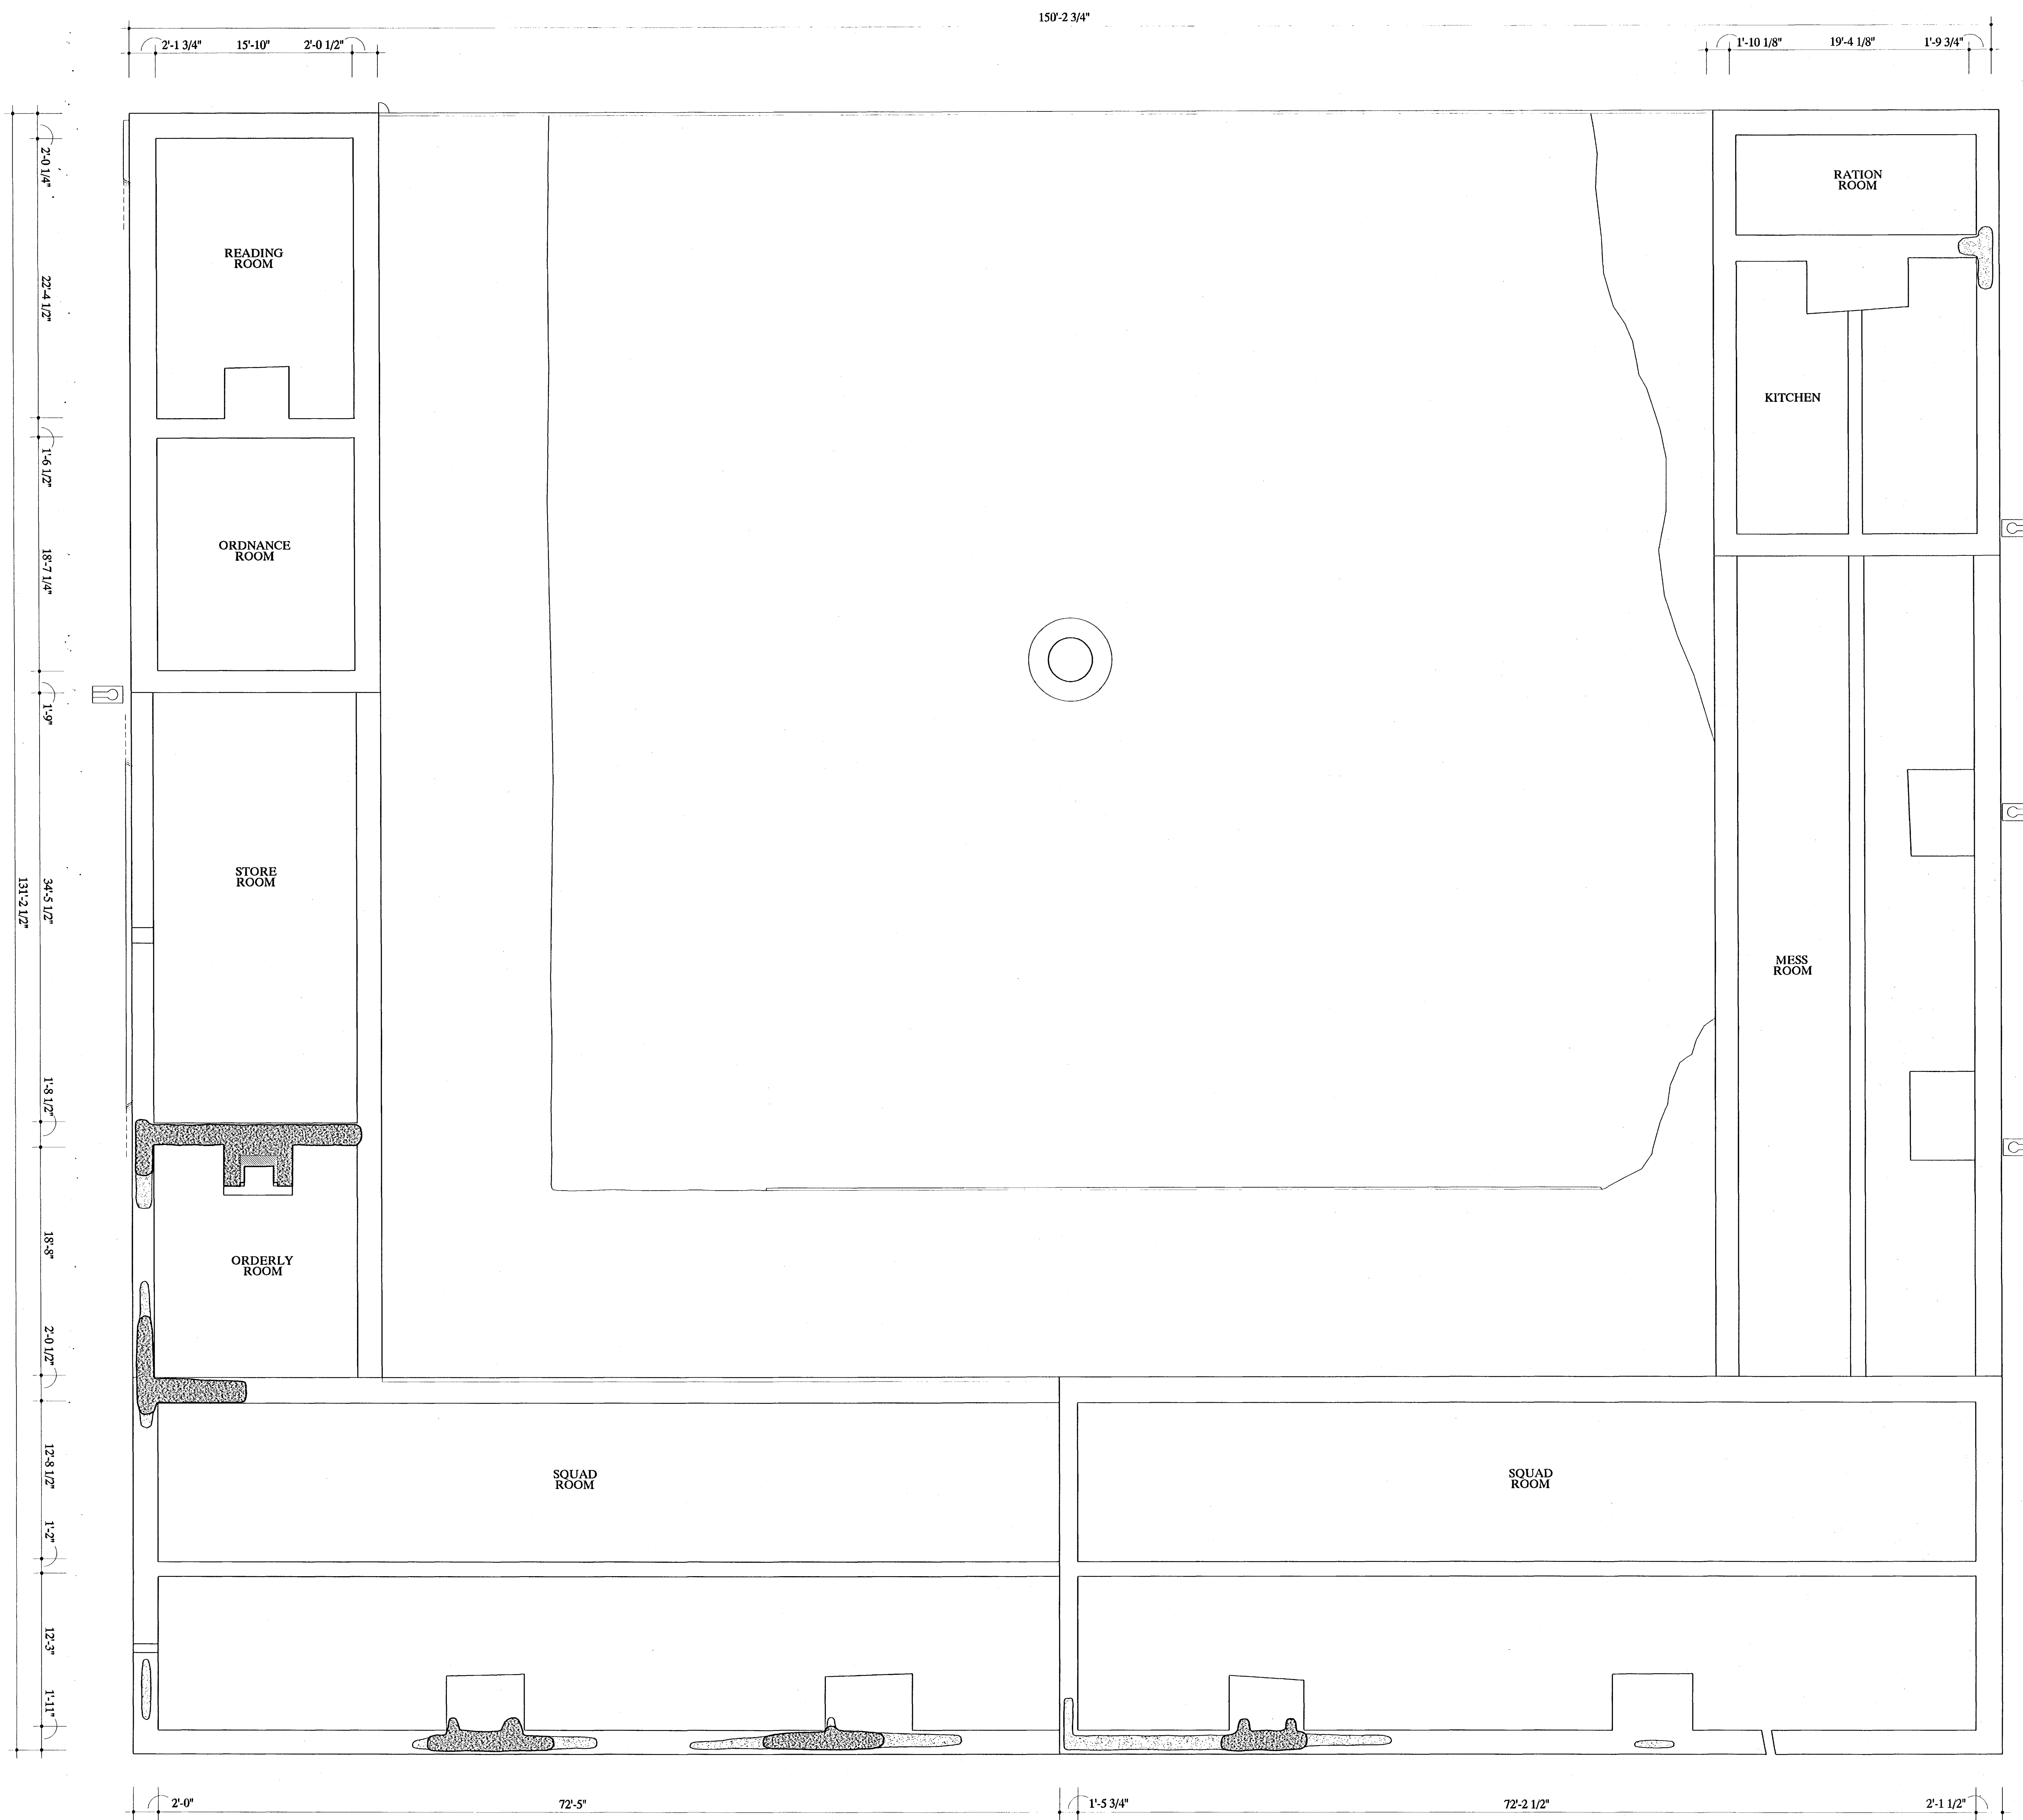 150'-2 3/4"
2'-1 3/4" 15'-10" 2'-0 1/2" 1'-10 1/8" 19'-4 1/8" 1'-9 3/4"
2'-0 1/4"
22'-4 1/2"
1'-6 1/2"
18'-7 1/4"
1'-9"
34'-5 1/2"
131'-2 1/2"
1'-8 1/2"
18'-8"
2'-0 1/2"
12'-8 1/2"
1'-2"
12'-3"
1'-11"
READING
ROOM
ORDNANCE
ROOM
STORE
ROOM
ORDERLY
ROOM
RATION
ROOM
KITCHEN
MESS
ROOM
SQUAD
ROOM
SQUAD
ROOM
2'-0" 72'-5" 1'-5 3/4" 72'-2 1/2" 2'-1 1/2"